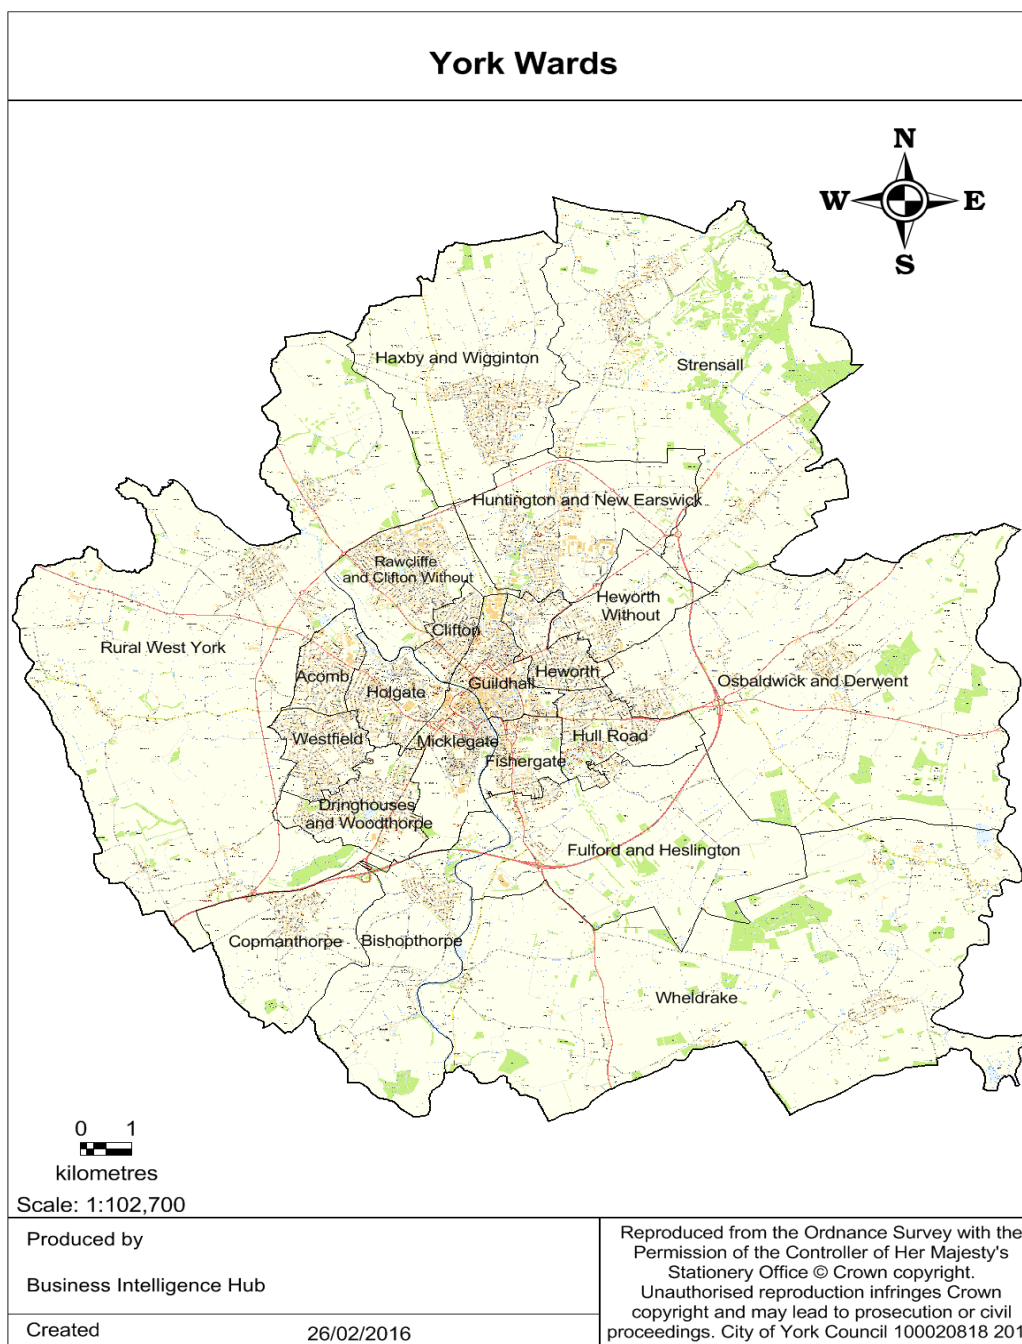 York Wards
N
W E
S
Haxby and Wigginton
Strensall
Huntington and New Earswick
Rawcliffe
and Clifton Without
Heworth
Without
Clifton
Rural West York
Acomb
Holgate
Guildhall
Heworth
Osbaldwick and Derwent
Westfield
Micklegate
Hull Road
Fishergate
Dringhouses
and Woodthorpe
Fulford and Heslington
Copmanthorpe
Bishopthorpe
Wheldrake
0 1
kilometres
Scale: 1:102,700
Produced by
Business Intelligence Hub
Created 26/02/2016
Reproduced from the Ordnance Survey with the
Permission of the Controller of Her Majesty's
Stationery Office © Crown copyright.
Unauthorised reproduction infringes Crown
copyright and may lead to prosecution or civil
proceedings. City of York Council 100020818 201